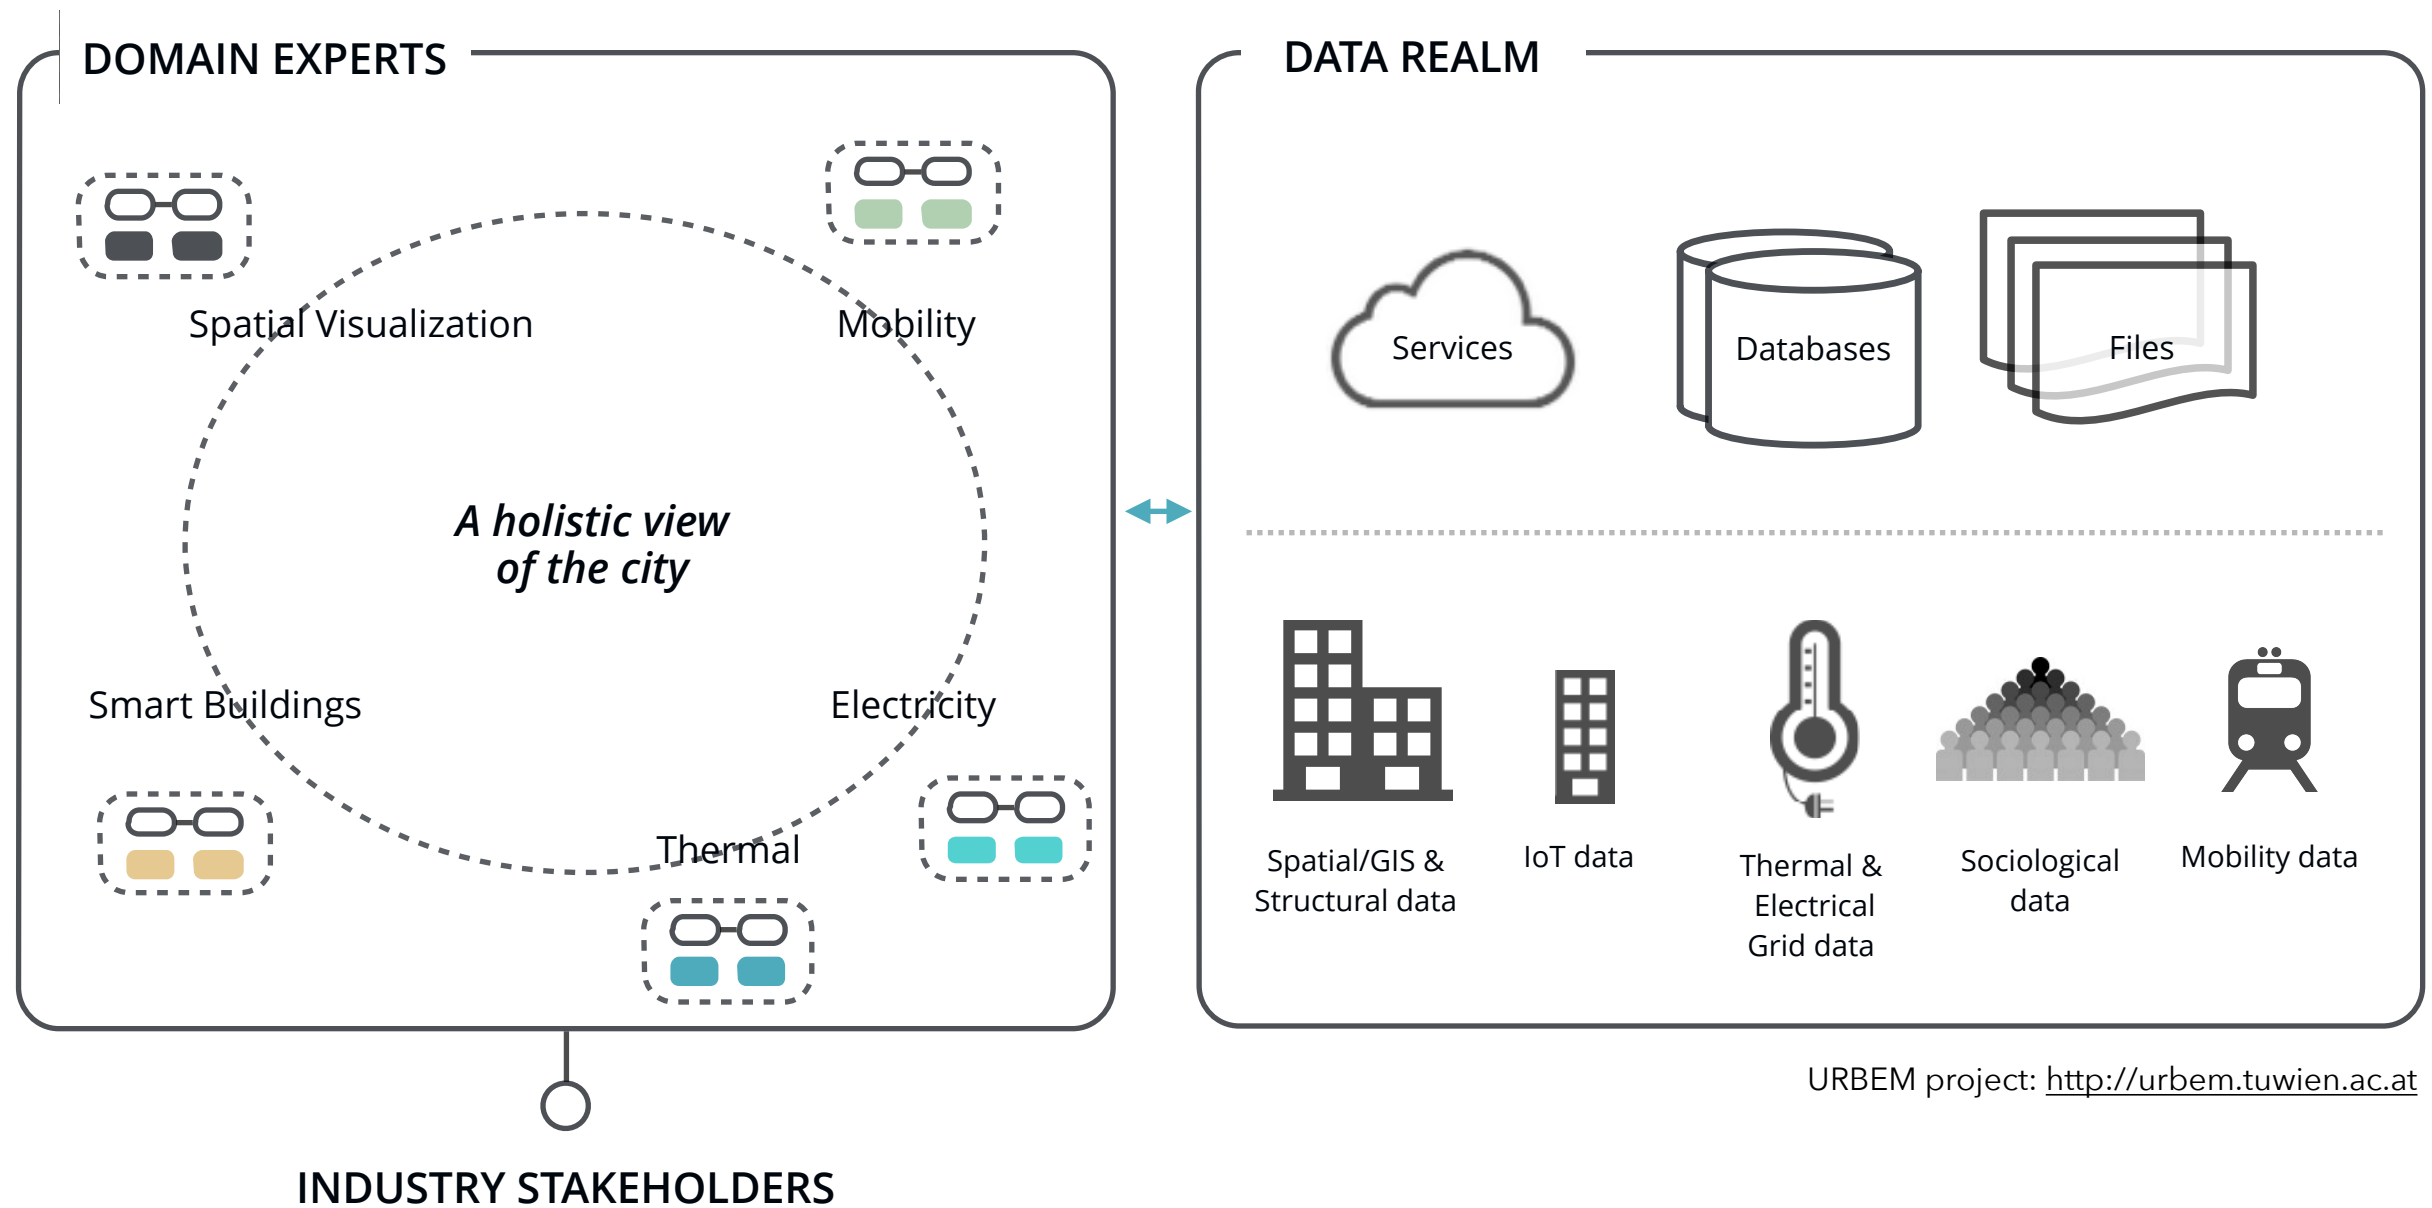 DOMAIN EXPERTS
Spatial Visualization
Mobility
A holistic view
of the city
Smart Buildings
Electricity
Thermal
INDUSTRY STAKEHOLDERS
DATA REALM
Services
Databases
Files
Spatial/GIS &
Structural data
IoT data
Thermal &
Electrical
Grid data
Sociological
data
Mobility data
URBEM project: http://urbem.tuwien.ac.at